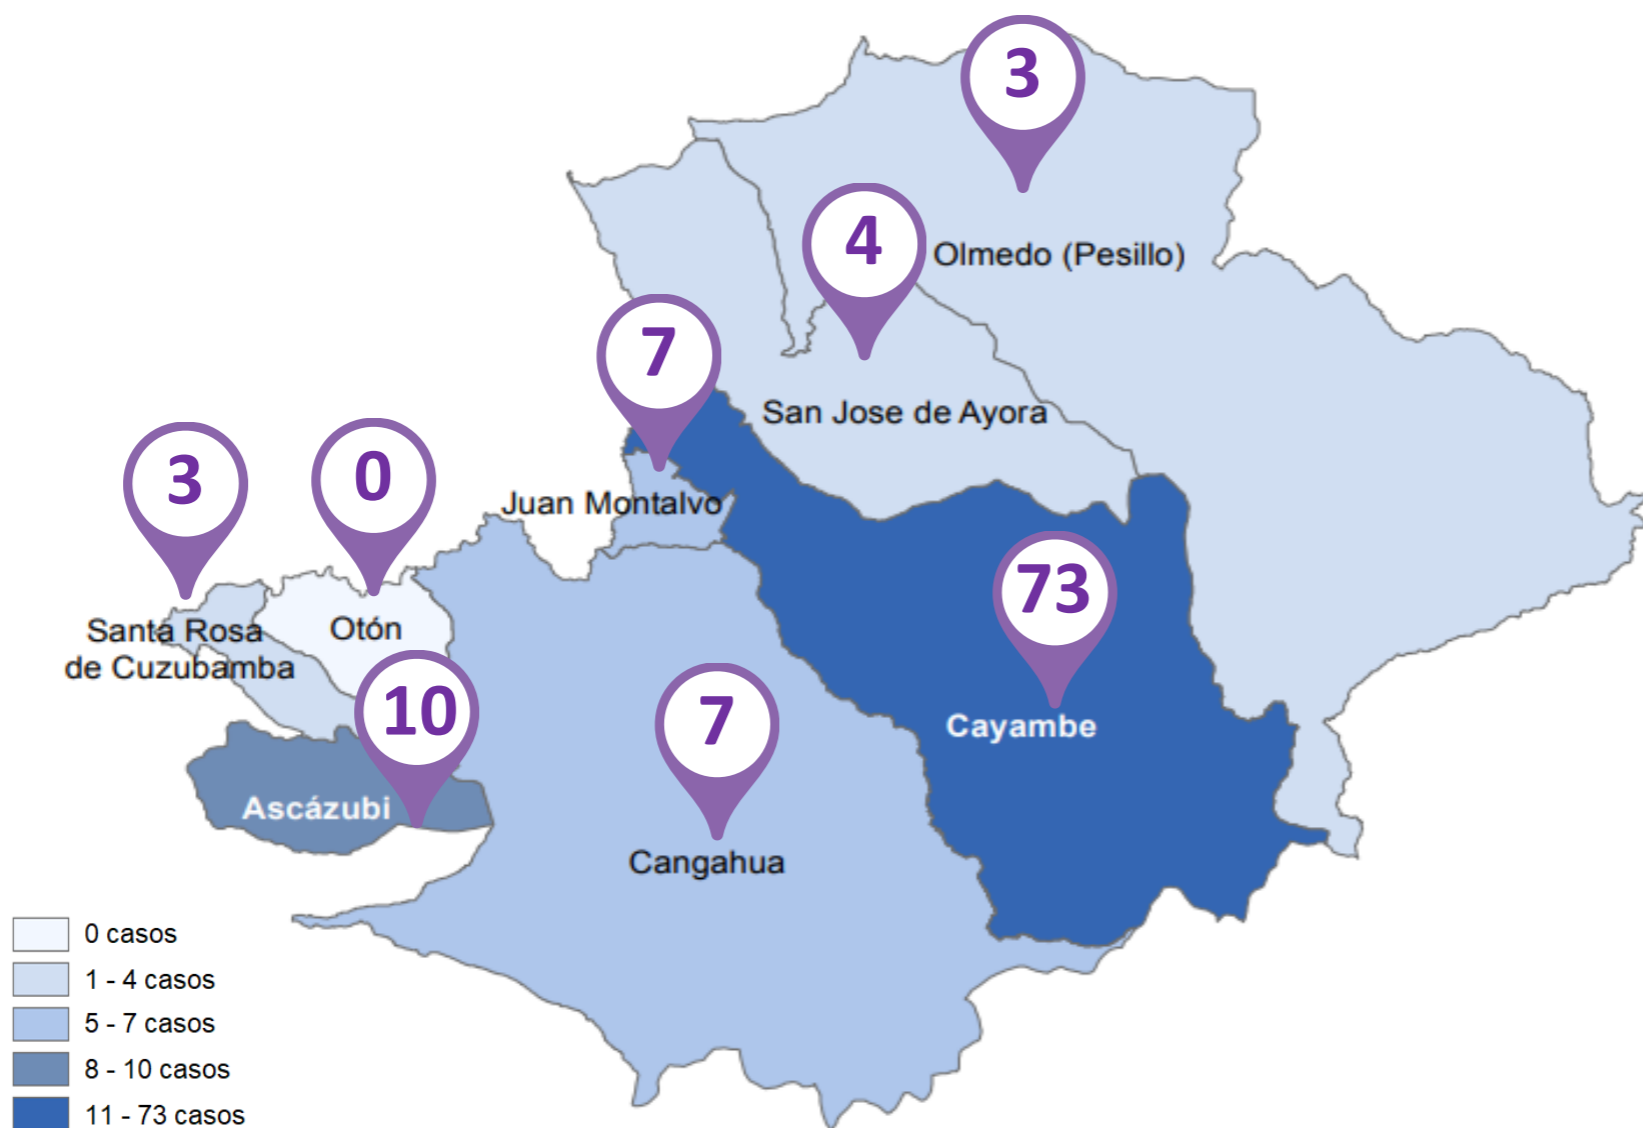 3
Olmedo (Pesillo)
4
San Jose de Ayora
7
Juan Montalvo
3
Santa Rosa
de Cuzubamba
0
Otón
73
Cayambe
10
Ascázubi
7
Cangahua
0 casos
1 - 4 casos
5 - 7 casos
8 - 10 casos
11 - 73 casos